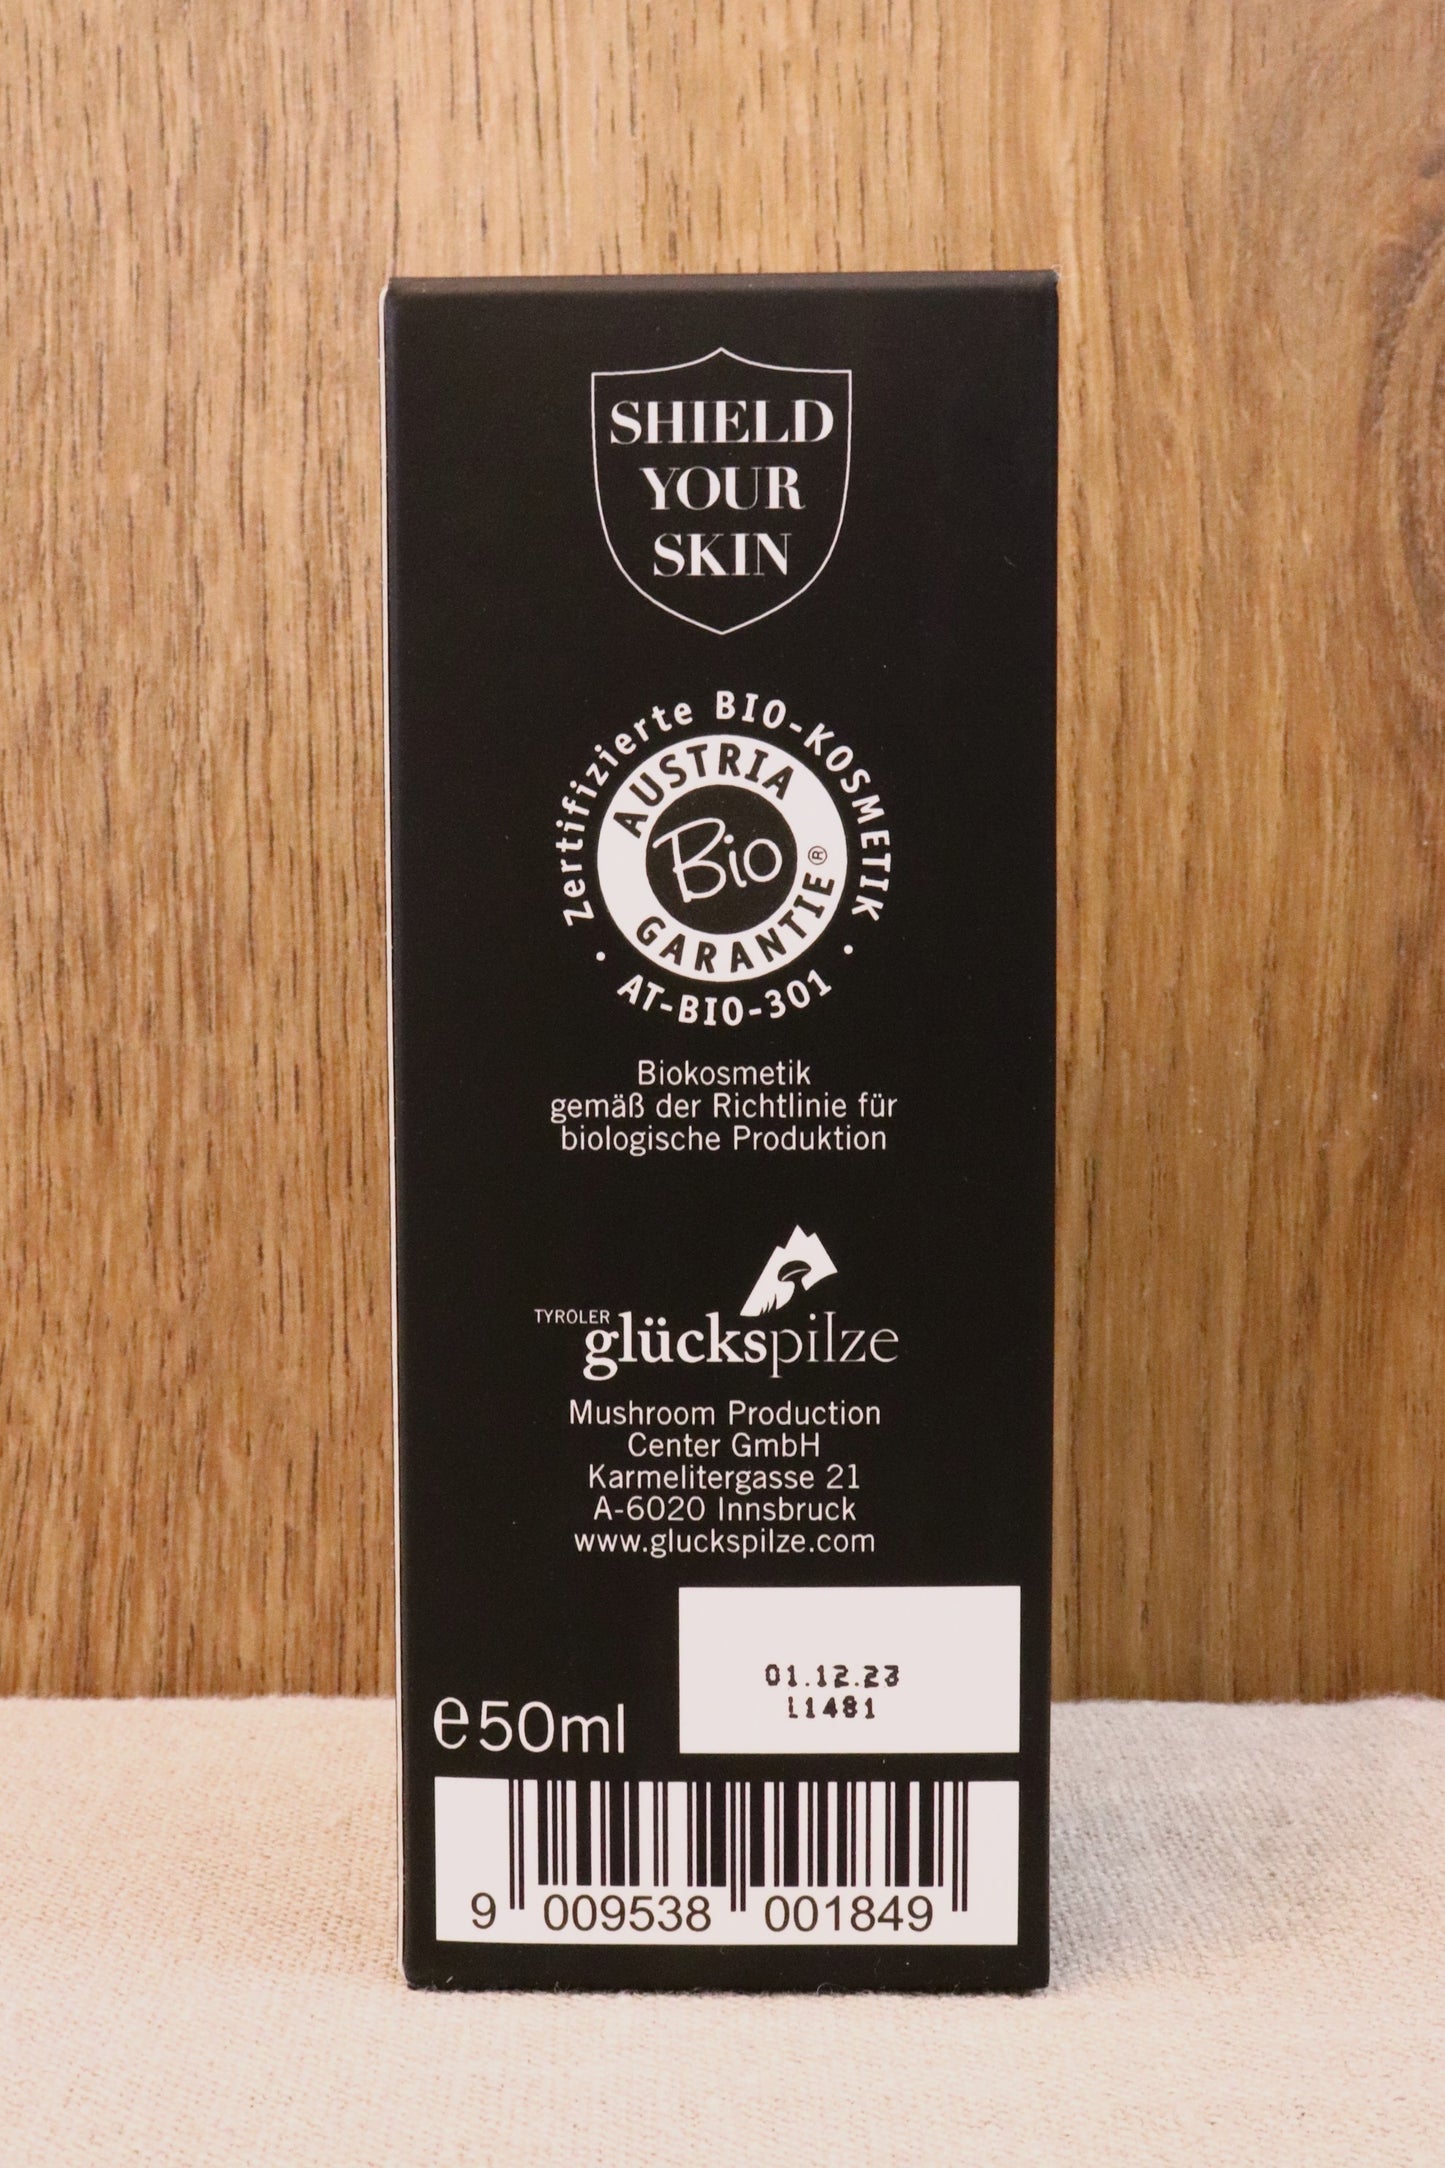 SHIELD
YOUR
SKIN
Zertifizierte BIO-KOSMETIK
AUSTRIA
Bio
GARANTIE®
· AT-BIO-301 ·
Biokosmetik
gemäß der Richtlinie für
biologische Produktion
TYROLER
glückspilze
Mushroom Production
Center GmbH
Karmelitergasse 21
A-6020 Innsbruck
www.gluckspilze.com
01.12.23
L1481
e50ml
9 009538 001849